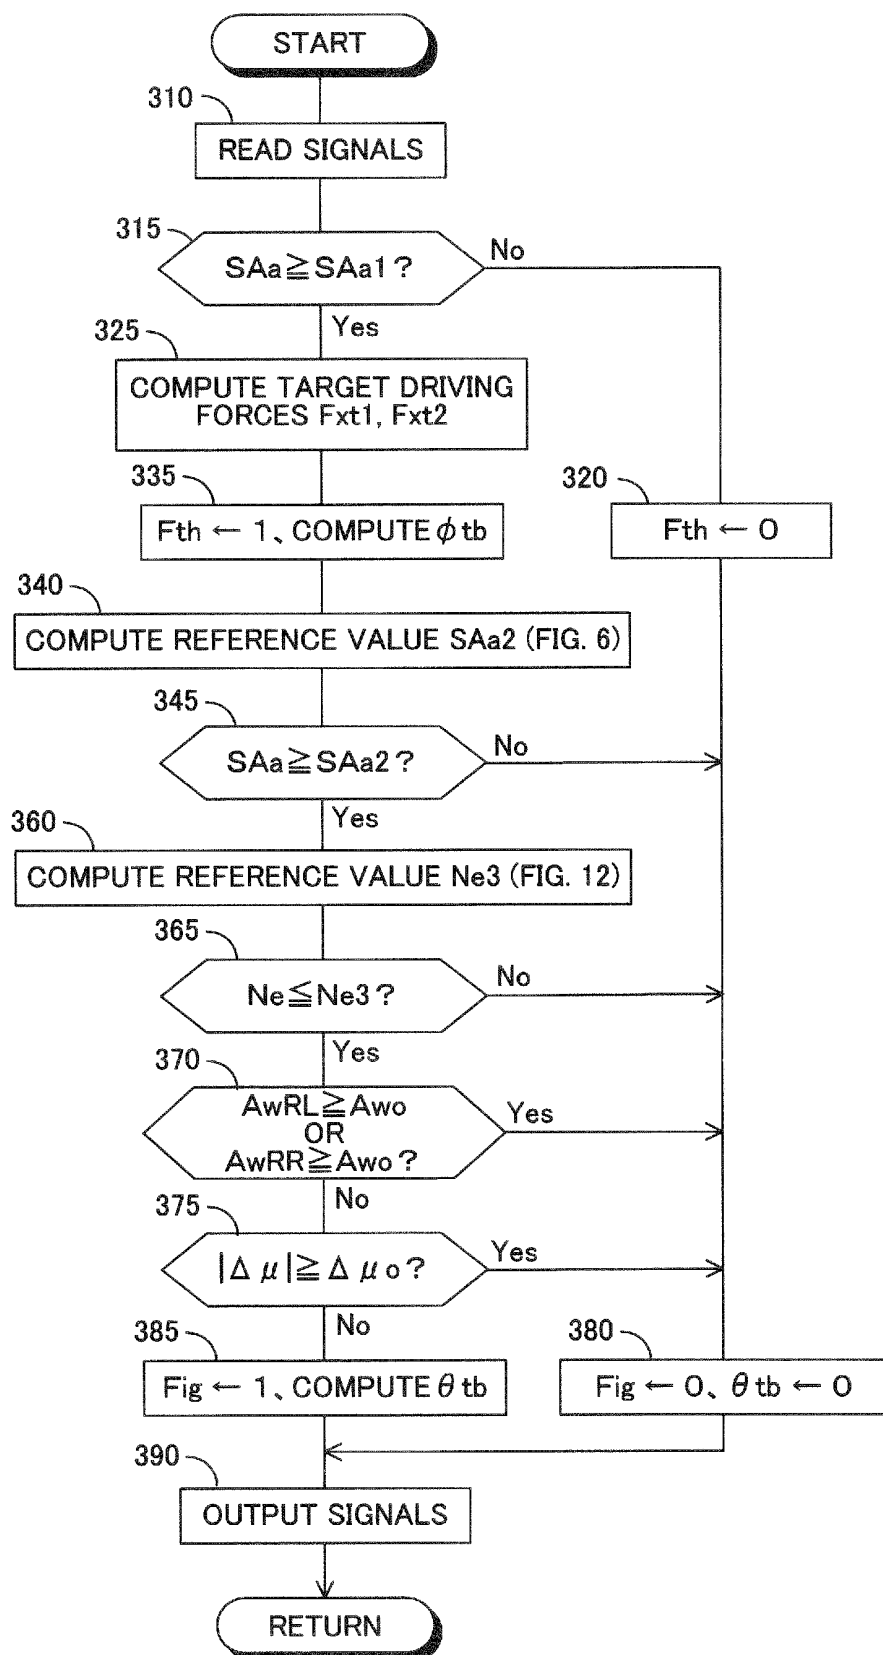 START
310
READ SIGNALS
315
SAa≧SAa1?
No
Yes
325
COMPUTE TARGET DRIVING
FORCES Fxt1, Fxt2
335
Fth ← 1、COMPUTE φtb
320
Fth ← 0
340
COMPUTE REFERENCE VALUE SAa2 (FIG. 6)
345
SAa≧SAa2?
No
Yes
360
COMPUTE REFERENCE VALUE Ne3 (FIG. 12)
365
Ne≦Ne3?
No
Yes
370
AwRL≧Awo
OR
AwRR≧Awo?
Yes
No
375
|Δμ|≧Δμo?
Yes
No
385
Fig ← 1、COMPUTE θtb
380
Fig ← 0、θtb ← 0
390
OUTPUT SIGNALS
RETURN